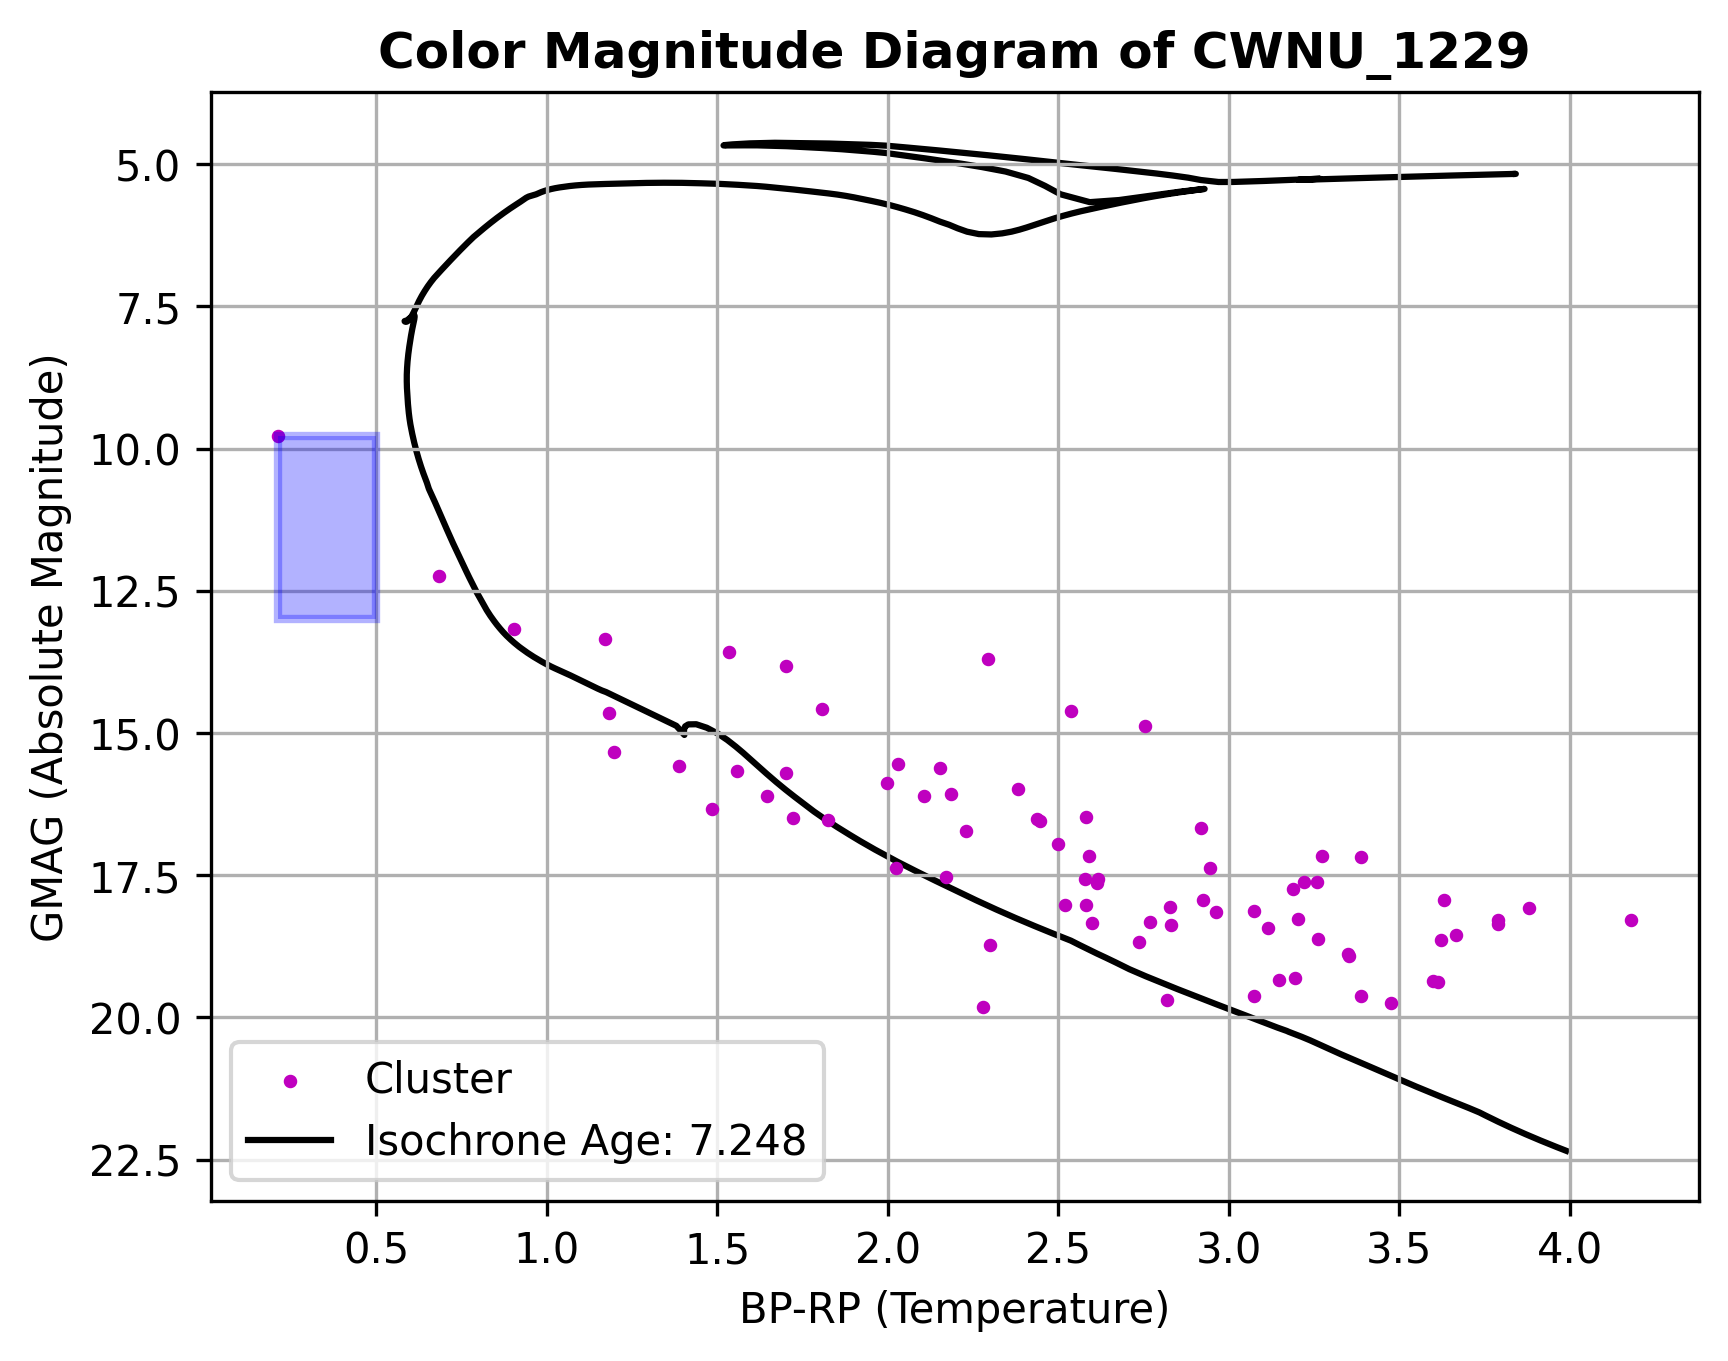 Color Magnitude Diagram of CWNU_1229
GMAG (Absolute Magnitude)
5.0
7.5
10.0
12.5
15.0
17.5
20.0
22.5
Cluster
Isochrone Age: 7.248
0.5 1.0 1.5 2.0 2.5 3.0 3.5 4.0
BP-RP (Temperature)